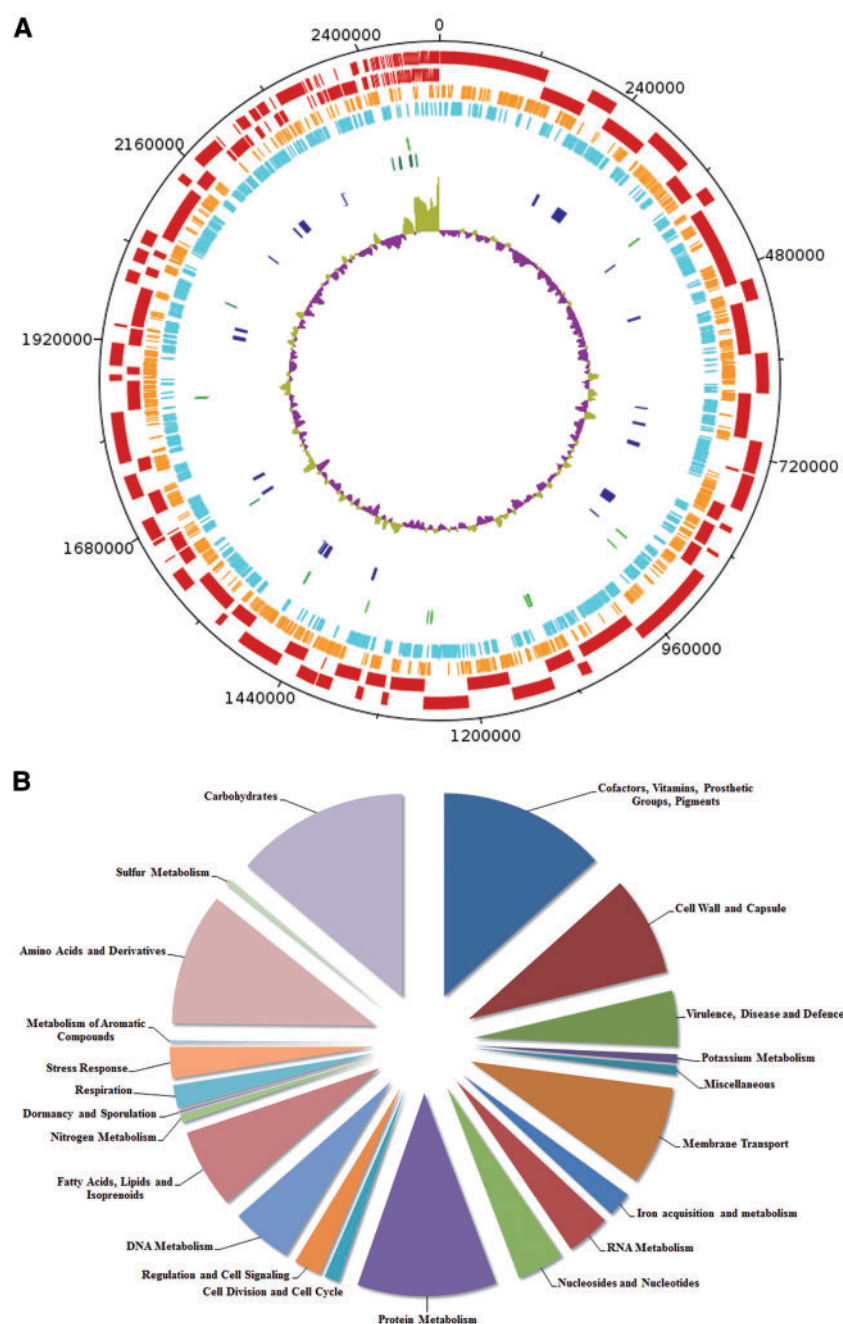 A
0
240000
480000
720000
960000
1200000
1440000
1680000
1920000
2160000
2400000
B
Carbohydrates
Cofactors, Vitamins, Prosthetic
Groups, Pigments
Sulfur Metabolism
Cell Wall and Capsule
Amino Acids and Derivatives
Virulence, Disease and Defence
Metabolism of Aromatic
Compounds
Potassium Metabolism
Stress Response
Miscellaneous
Respiration
Dormancy and Sporulation
Nitrogen Metabolism
Membrane Transport
Fatty Acids, Lipids and
Isoprenoids
Iron acquisition and metabolism
DNA Metabolism
RNA Metabolism
Regulation and Cell Signaling
Nucleosides and Nucleotides
Cell Division and Cell Cycle
Protein Metabolism